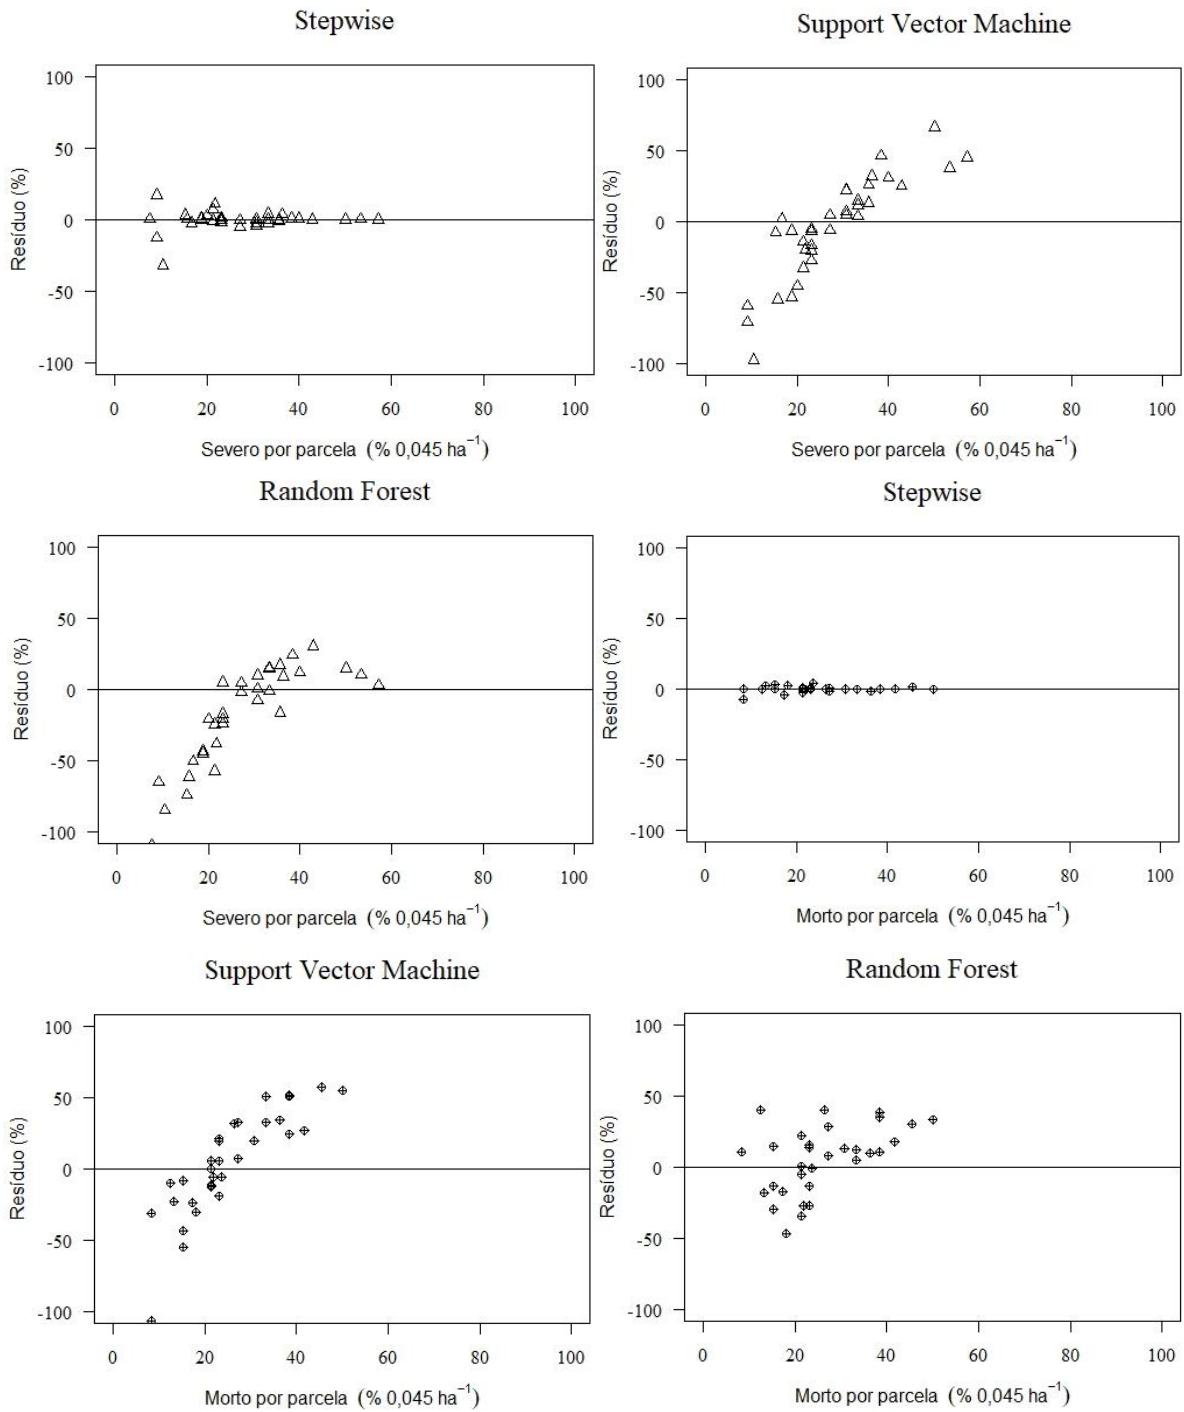 Stepwise
100
50
0
-50
-100
Resíduo (%)
0 20 40 60 80 100
Severo por parcela (% 0,045 ha⁻¹)
Support Vector Machine
100
50
0
-50
-100
Resíduo (%)
0 20 40 60 80 100
Severo por parcela (% 0,045 ha⁻¹)
Random Forest
100
50
0
-50
-100
Resíduo (%)
0 20 40 60 80 100
Severo por parcela (% 0,045 ha⁻¹)
Stepwise
100
50
0
-50
-100
Resíduo (%)
0 20 40 60 80 100
Morto por parcela (% 0,045 ha⁻¹)
Support Vector Machine
100
50
0
-50
-100
Resíduo (%)
0 20 40 60 80 100
Morto por parcela (% 0,045 ha⁻¹)
Random Forest
100
50
0
-50
-100
Resíduo (%)
0 20 40 60 80 100
Morto por parcela (% 0,045 ha⁻¹)